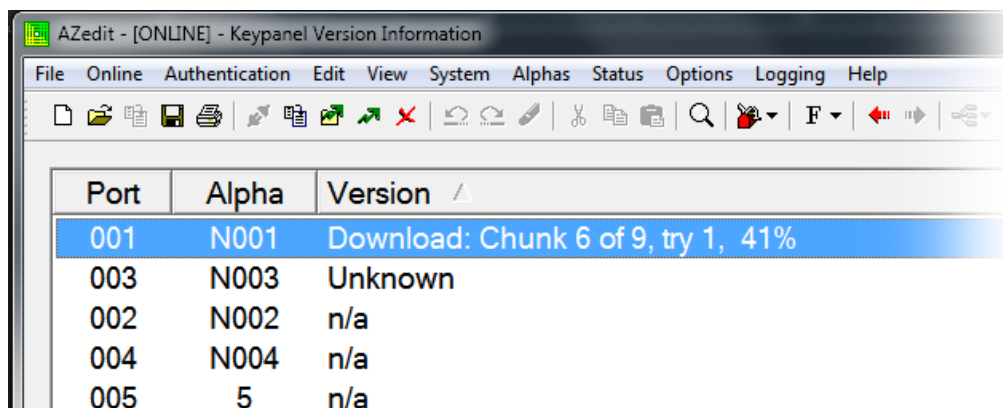 AZedit - [ONLINE] - Keypanel Version Information
File Online Authentication Edit View System Alphas Status Options Logging Help
F
Port Alpha Version
001 N001 Download: Chunk 6 of 9, try 1, 41%
003 N003 Unknown
002 N002 n/a
004 N004 n/a
005 5 n/a